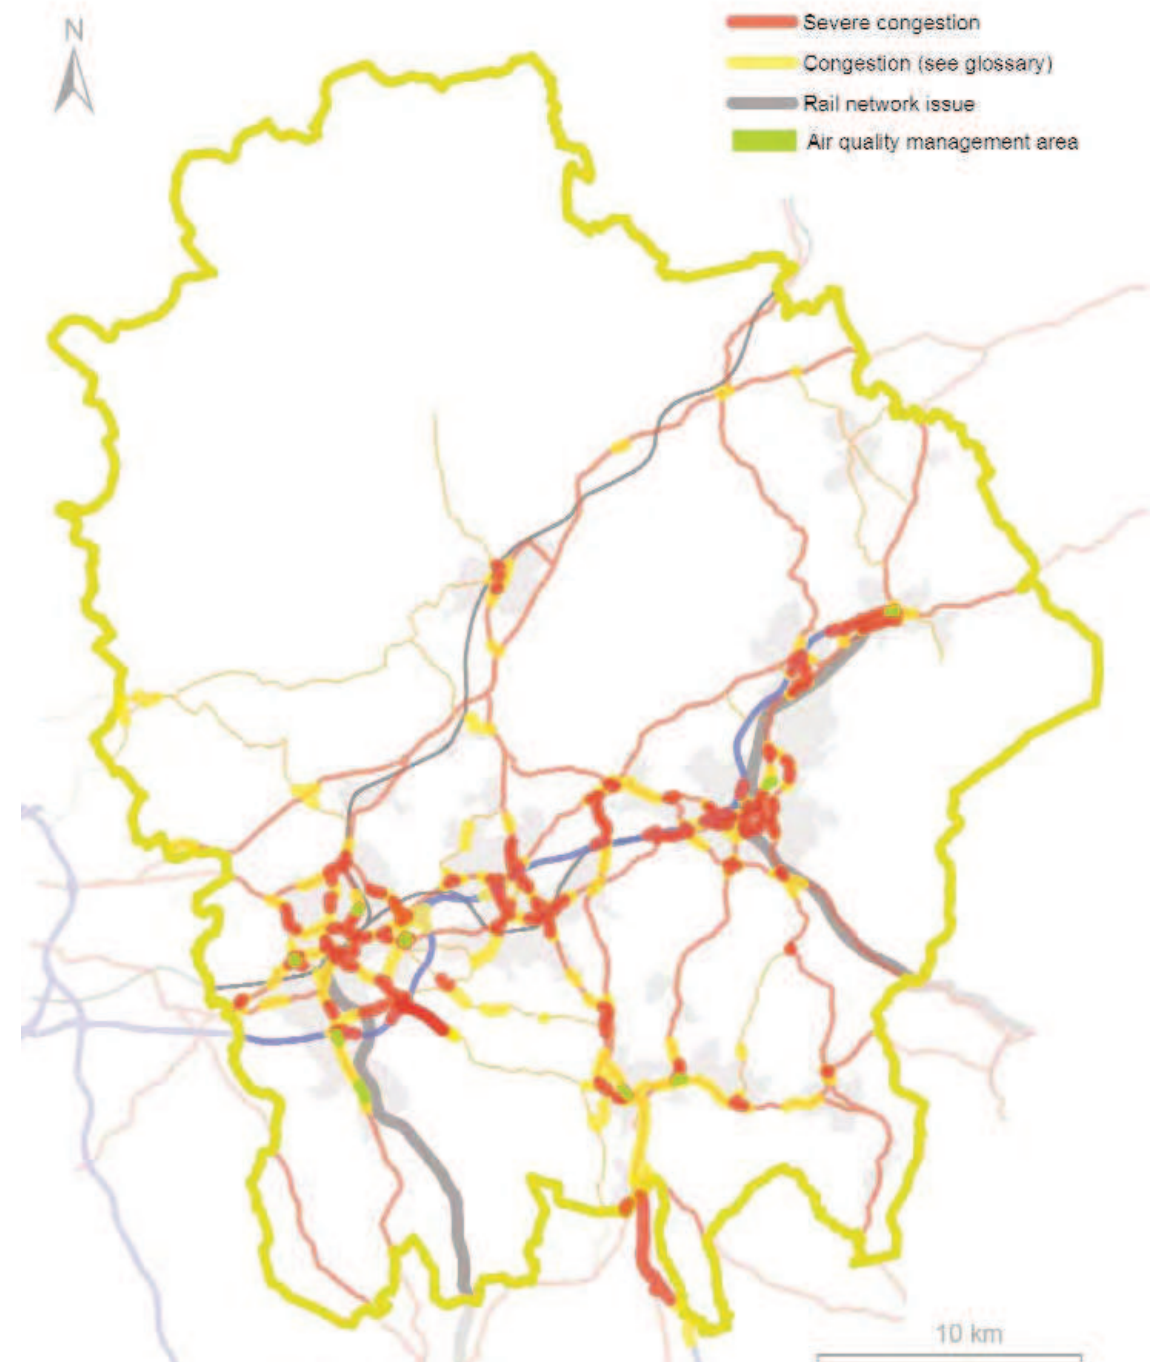 N
Severe congestion
Congestion (see glossary)
Rail network issue
Air quality management area
10 km